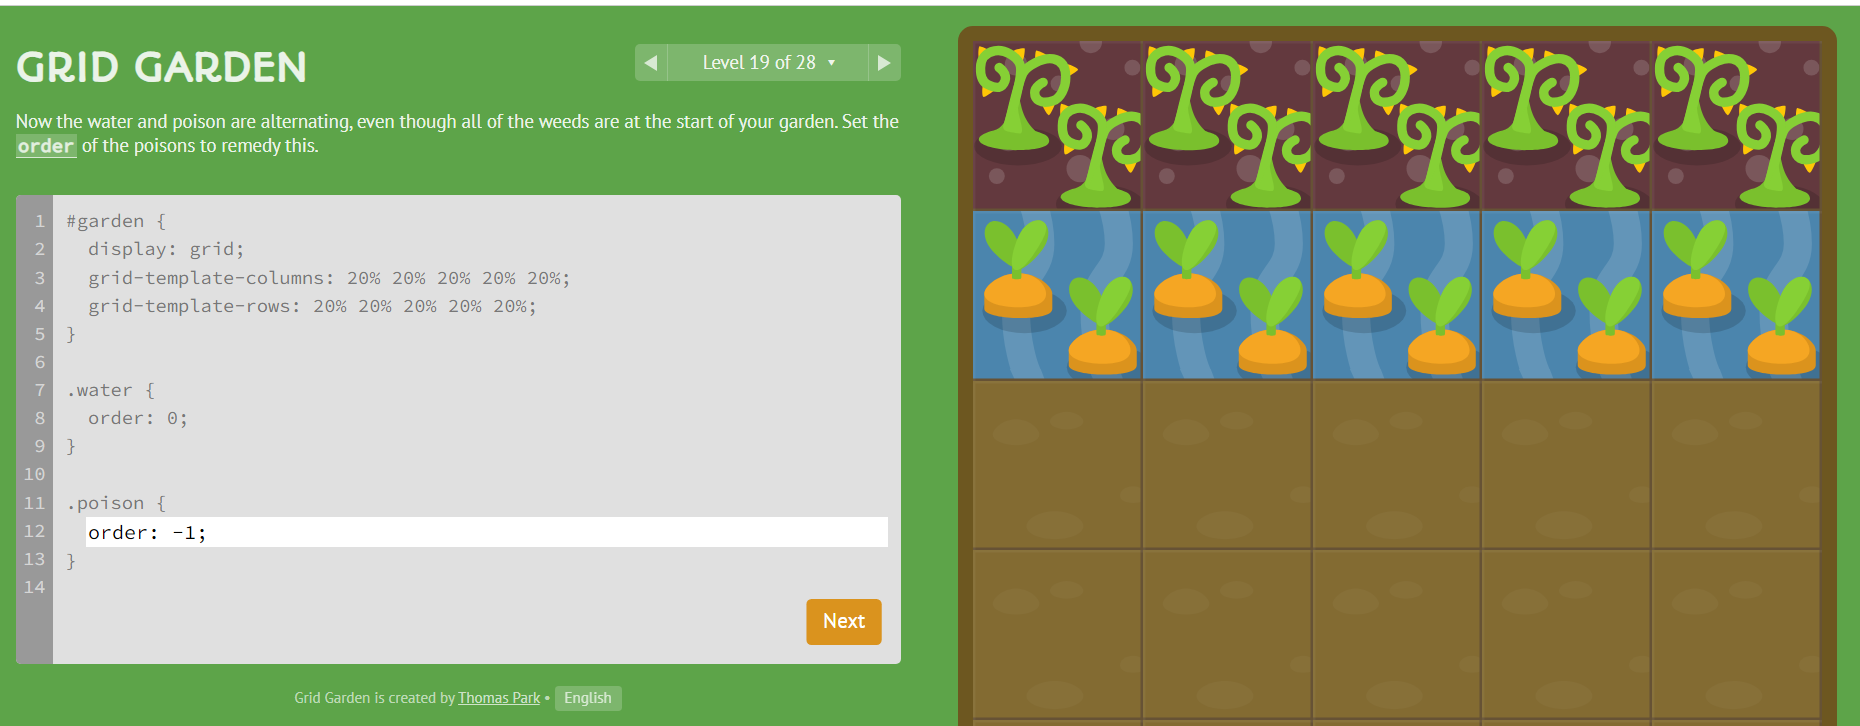 GRID GARDEN
◀ Level 19 of 28 ▾ ▶
Now the water and poison are alternating, even though all of the weeds are at the start of your garden. Set the
order of the poisons to remedy this.
1 #garden {
2   display: grid;
3   grid-template-columns: 20% 20% 20% 20% 20%;
4   grid-template-rows: 20% 20% 20% 20% 20%;
5 }
6
7 .water {
8   order: 0;
9 }
10
11 .poison {
12   order: -1;
13 }
14
Next
Grid Garden is created by Thomas Park • English